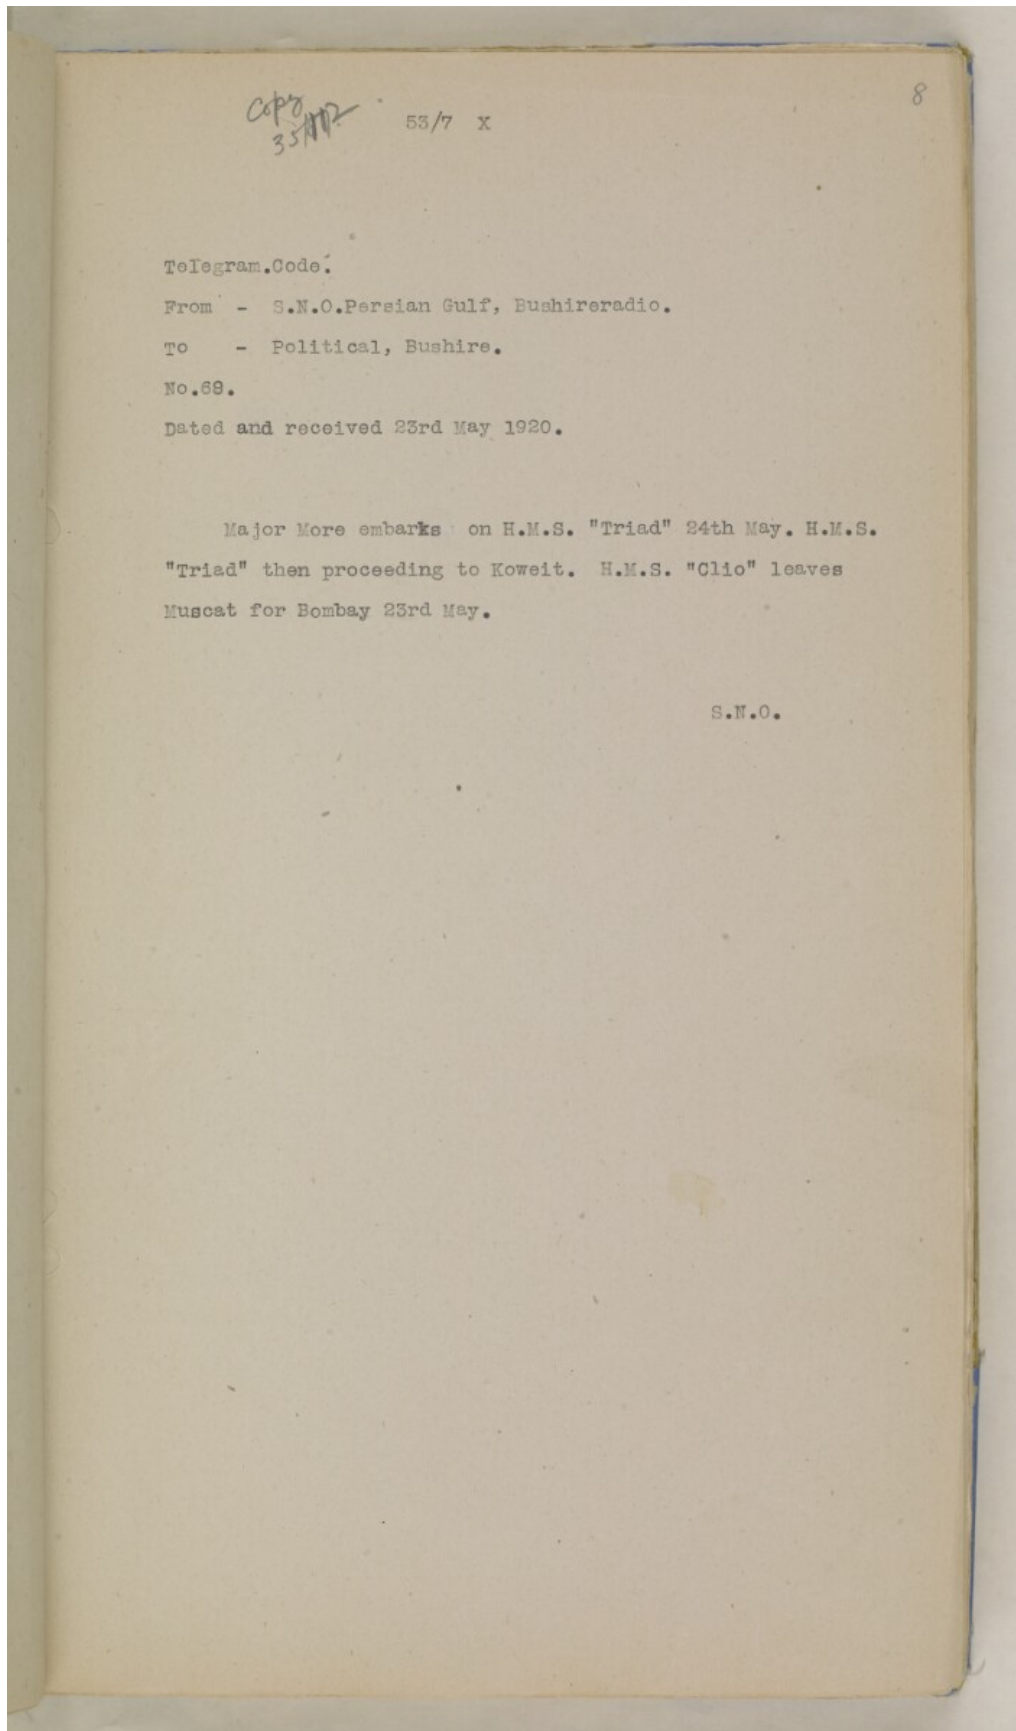 8
Copy
53/7 X
Telegram.Code.
From - S.N.O.Persian Gulf, Bushireradio.
To - Political, Bushire.
No.68.
Dated and received 23rd May 1920.
Major More embarks on H.M.S. "Triad" 24th May. H.M.S.
"Triad" then proceeding to Koweit. H.M.S. "Clio" leaves
Muscat for Bombay 23rd May.
S.N.O.